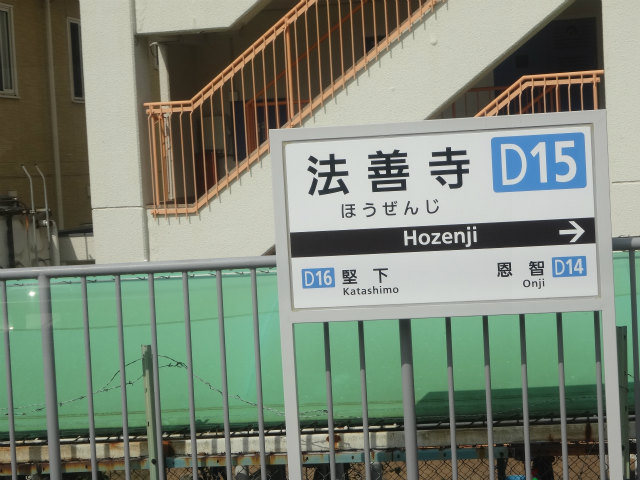 法善寺 D15
ほうぜんじ
Hozenji →
D16 堅下 恩智 D14
Katashimo Onji